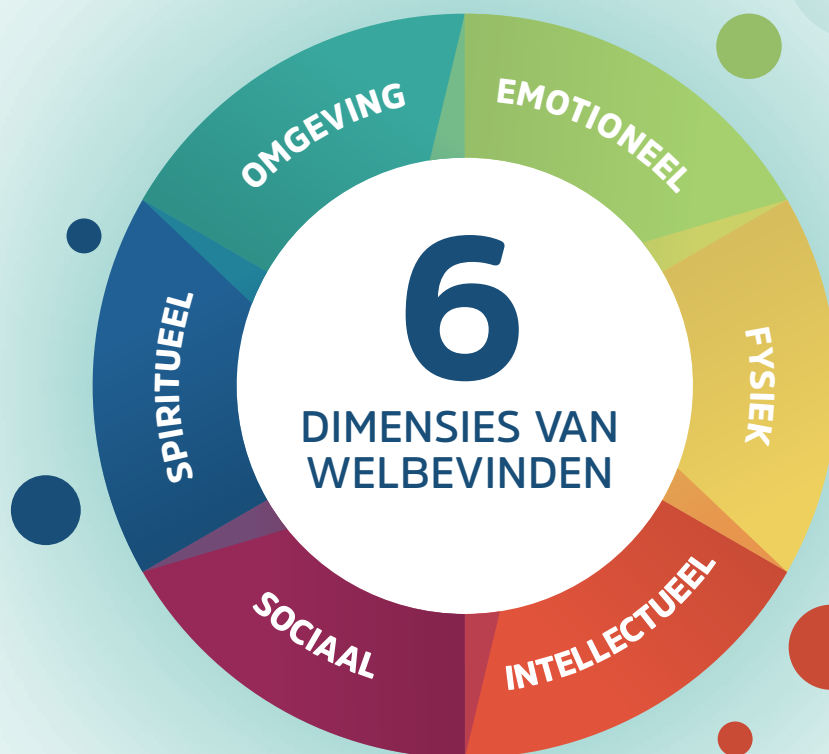 6
DIMENSIES VAN
WELBEVINDEN
EMOTIONEEL
FYSIEK
INTELLECTUEEL
SOCIAAL
SPIRITUEEL
OMGEVING